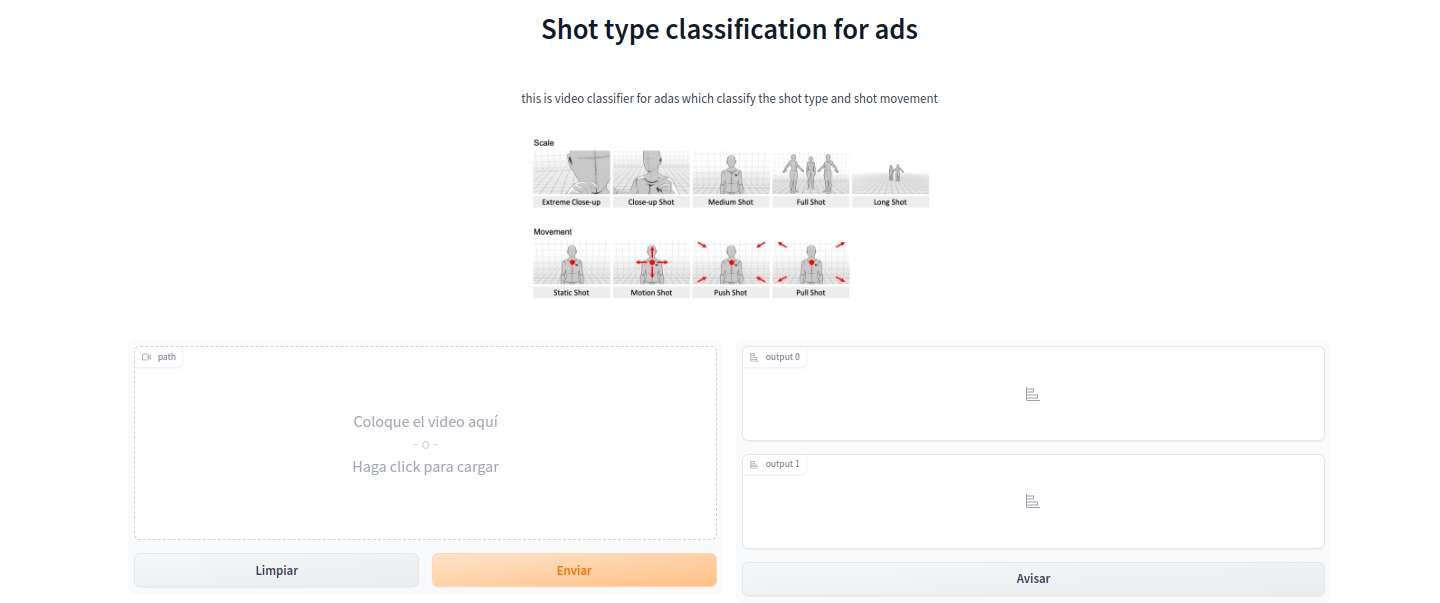 Shot type classification for ads
this is video classifier for adas which classify the shot type and shot movement
Scale
Extreme Close-up Close-up Shot Medium Shot Full Shot Long Shot
Movement
Static Shot Motion Shot Push Shot Pull Shot
path
Coloque el video aquí
- o -
Haga click para cargar
Limpiar Enviar
output 0
output 1
Avisar